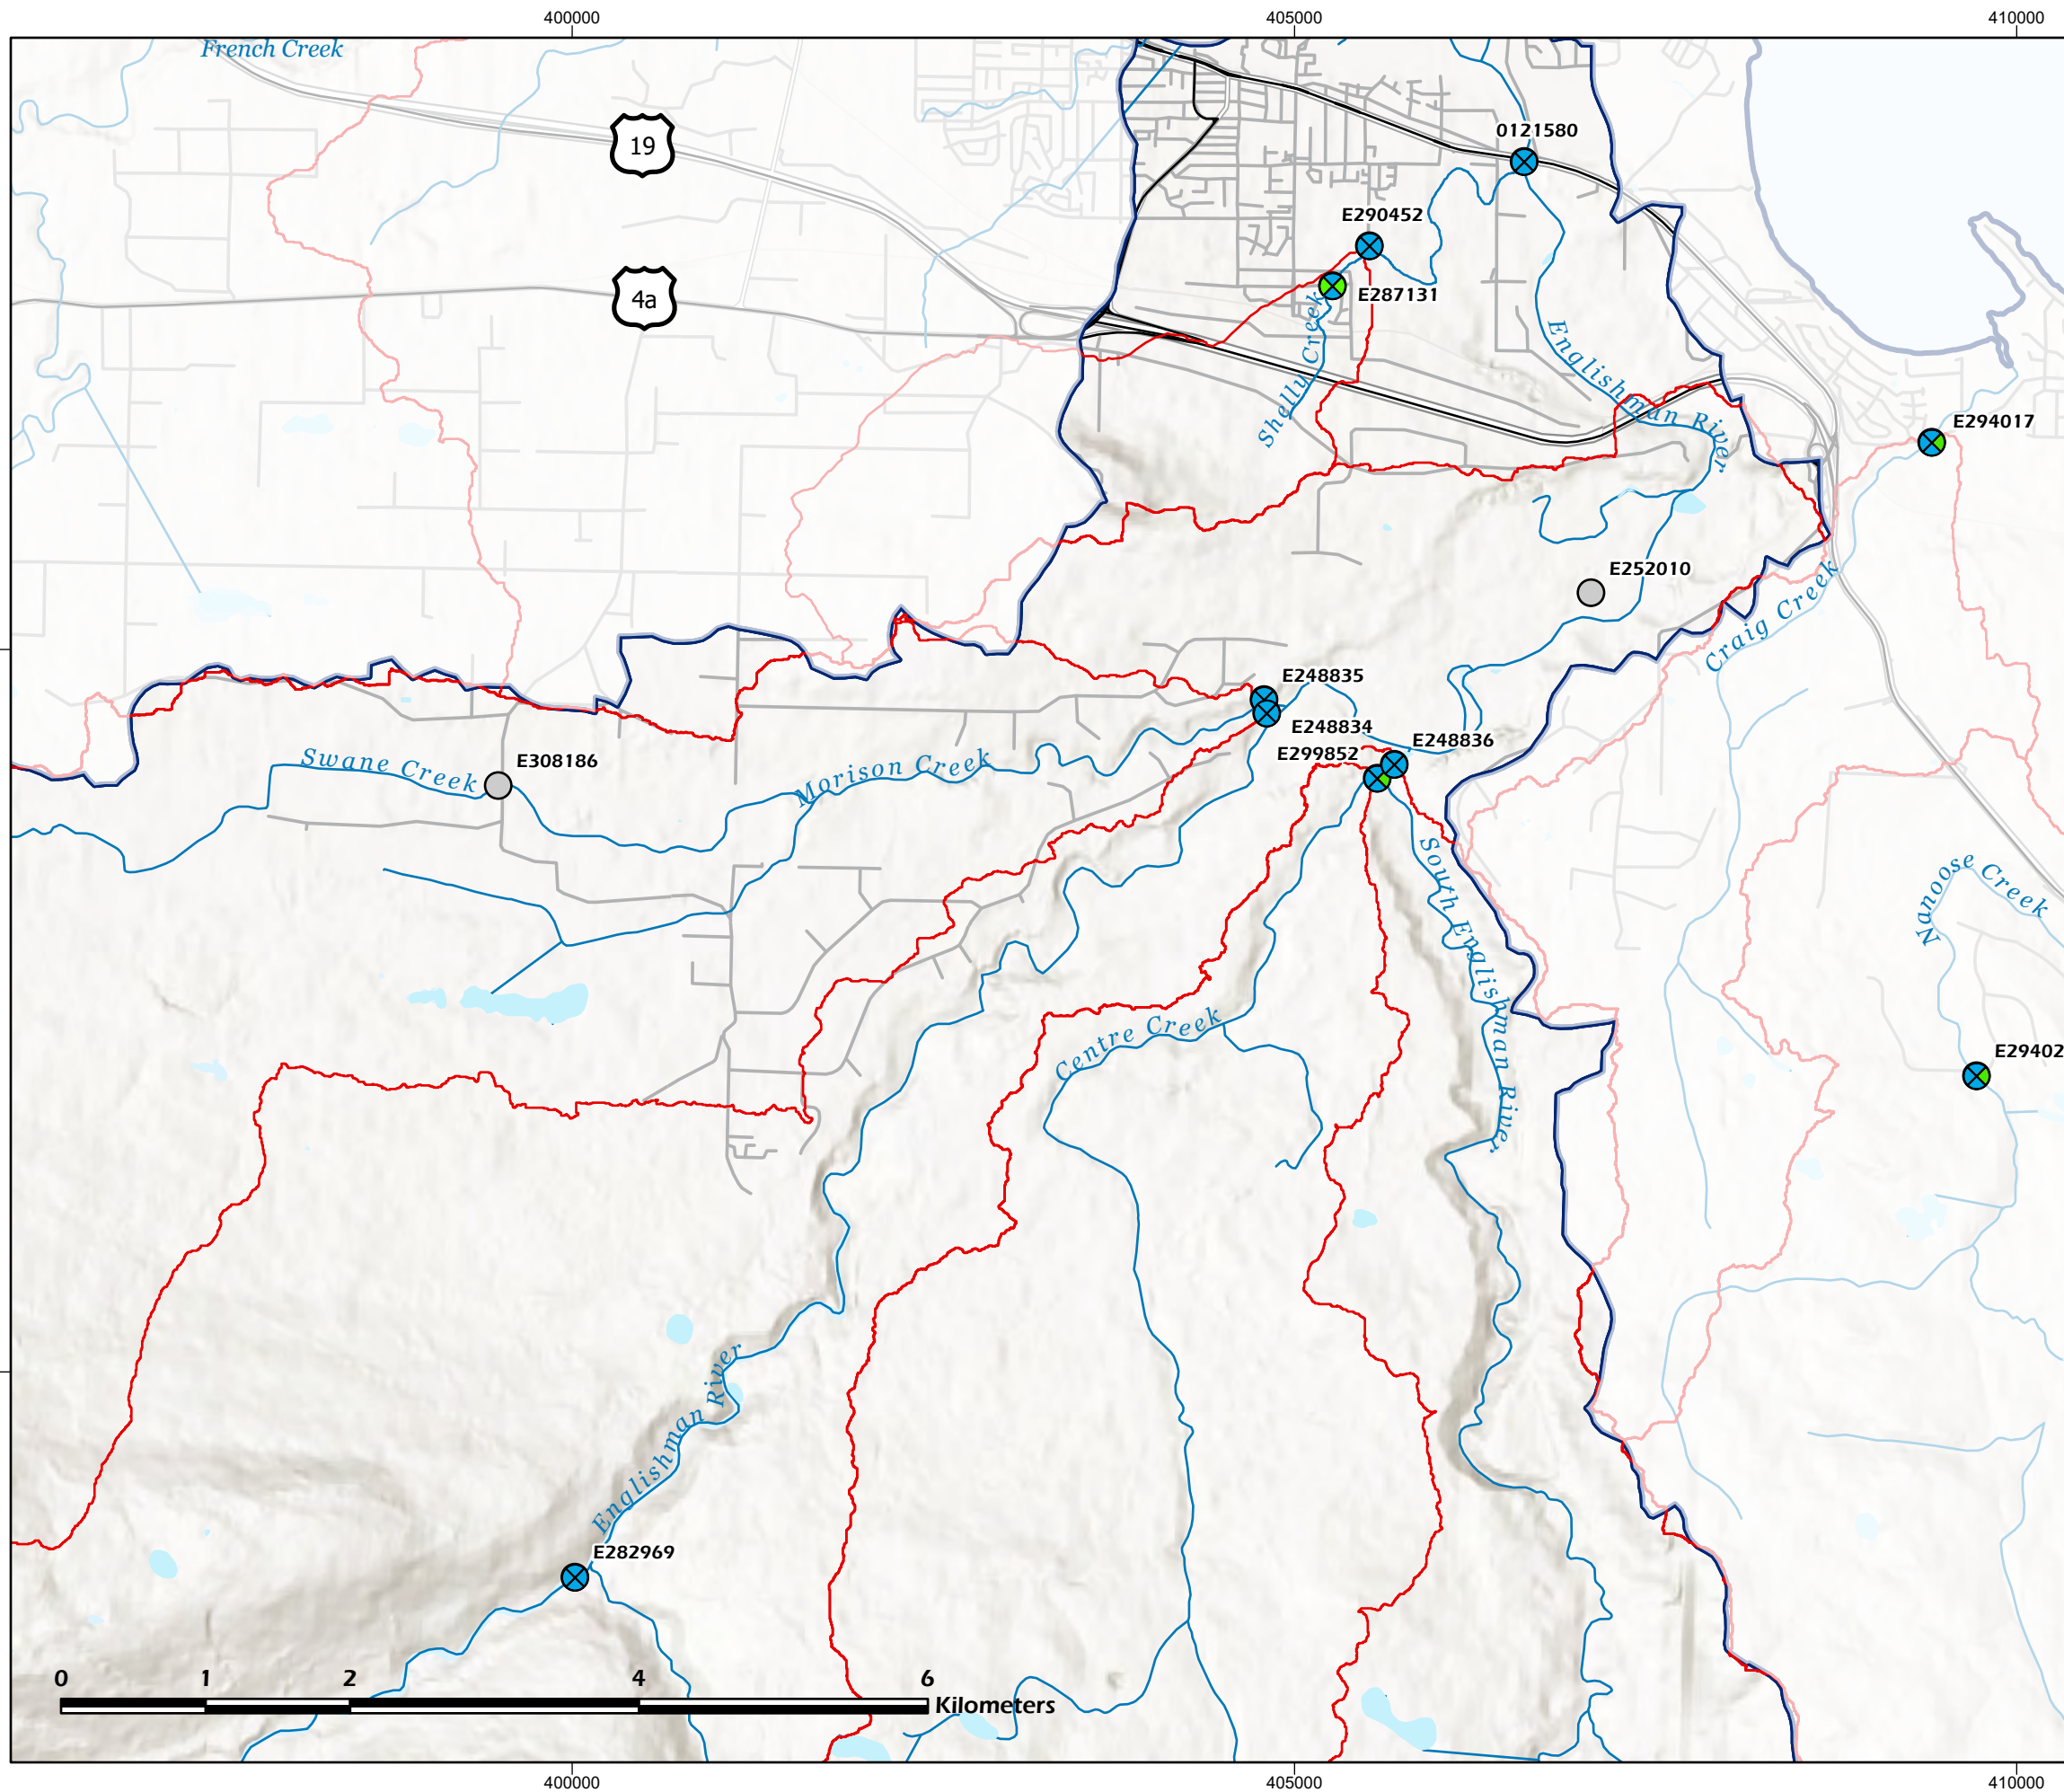 400000 405000 410000
French Creek
19
0121580
E290452
4a
E287131
Shelly Creek
Englishman River
E294017
E252010
Craig Creek
E248835
E248834
E248836
E299852
Swane Creek
E308186
Morison Creek
South Englishman River
Nanoose Creek
Centre Creek
E29402
Englishman River
E282969
0 1 2 4 6
Kilometers
400000 405000 410000